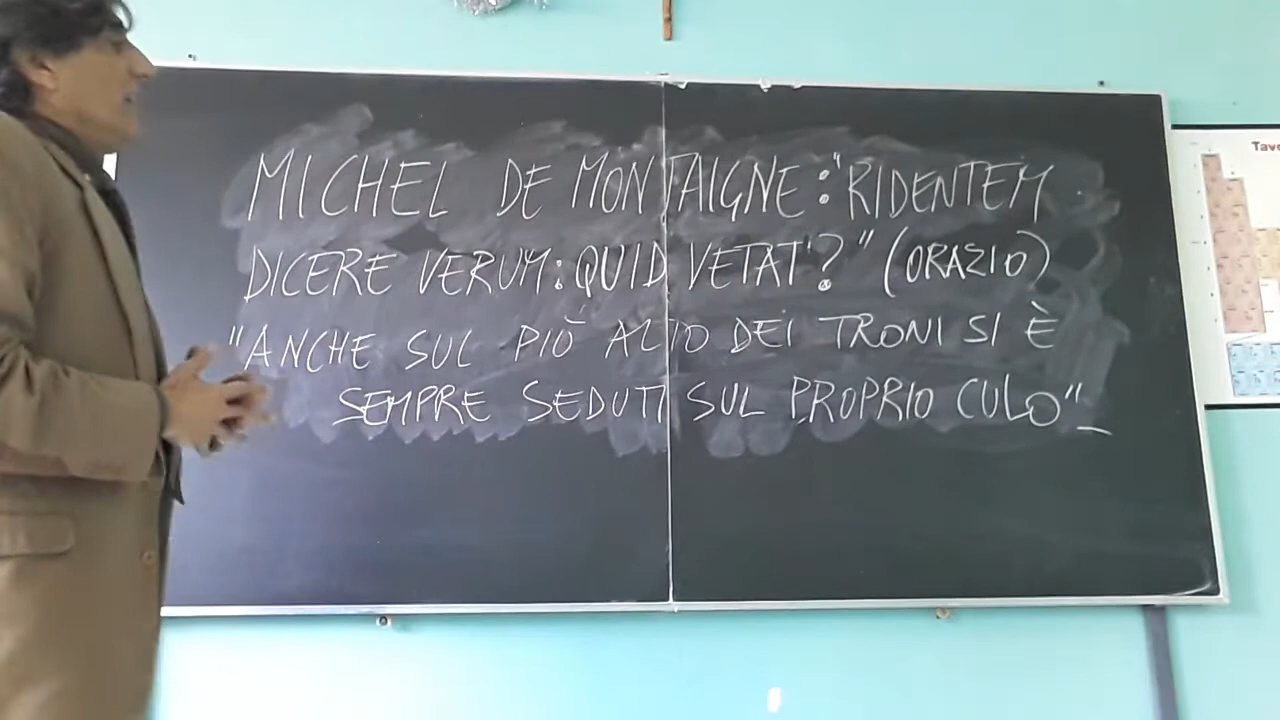 MICHEL DE MONTAIGNE: "RIDENTEM
DICERE VERUM: QUID VETAT'?" (ORAZIO)
"ANCHE SUL PIÙ ALTO DEI TRONI SI È
SEMPRE SEDUTI SUL PROPRIO CULO"
Tavo